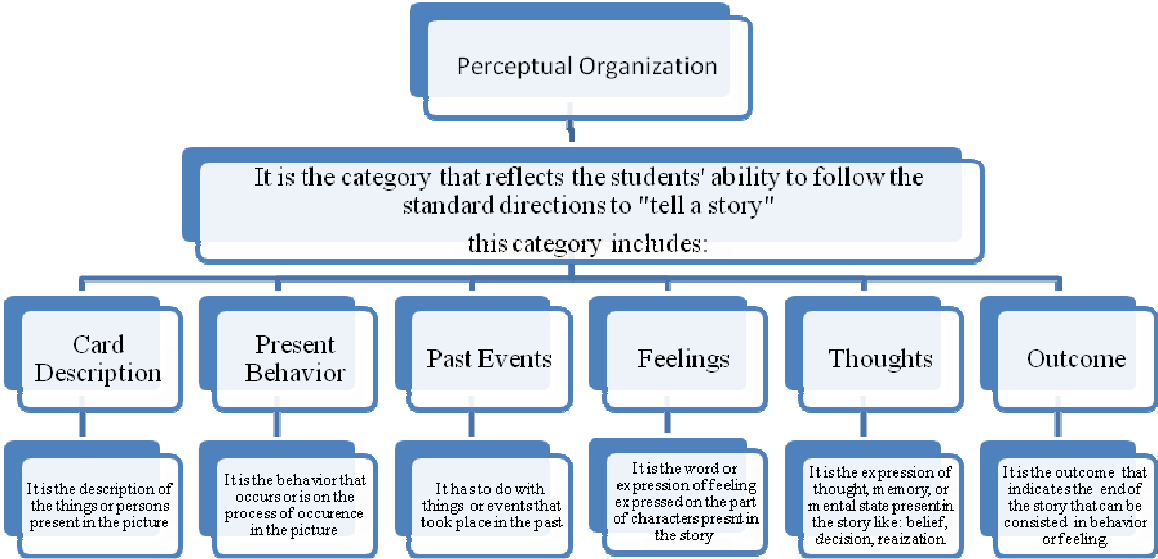 Perceptual Organization
It is the category that reflects the students' ability to follow the
standard directions to "tell a story"
this category includes:
Card
Description
Present
Behavior
Past Events
Feelings
Thoughts
Outcome
It is the description of
the things or persons
present in the picture
It is the behavior that
occurs or is on the
process of occurence
in the picture
It has to do with
things or events that
took place in the past
It is the word or
expression of feeling
expressed on the part
of characters presnt in
the story
It is the expression of
thought, memory, or
mental state present in
the story like: belief,
decision, reaization.
It is the outcome that
indicates the end of
the story that can be
consisted in behavior
or feeling.